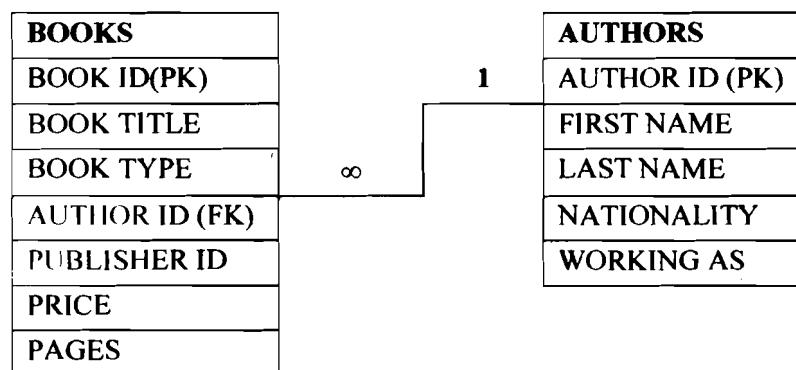 BOOKS
BOOK ID(PK)
BOOK TITLE
BOOK TYPE
AUTHOR ID (FK)
PUBLISHER ID
PRICE
PAGES
∞
1
AUTHORS
AUTHOR ID (PK)
FIRST NAME
LAST NAME
NATIONALITY
WORKING AS